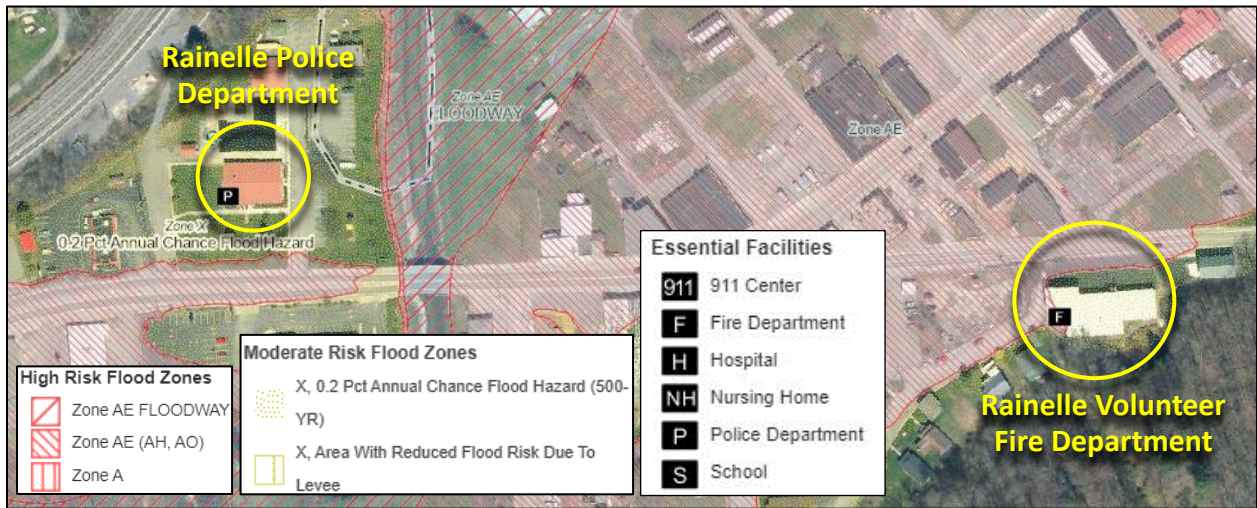 Rainelle Police
Department
Zone AE
FLOODWAY
Zone AE
P
Zone X
0.2 Pct Annual Chance Flood Hazard
High Risk Flood Zones
Zone AE FLOODWAY
Zone AE (AH, AO)
Zone A
Moderate Risk Flood Zones
X, 0.2 Pct Annual Chance Flood Hazard (500-
YR)
X, Area With Reduced Flood Risk Due To
Levee
Essential Facilities
911 911 Center
F Fire Department
H Hospital
NH Nursing Home
P Police Department
S School
F
Rainelle Volunteer
Fire Department